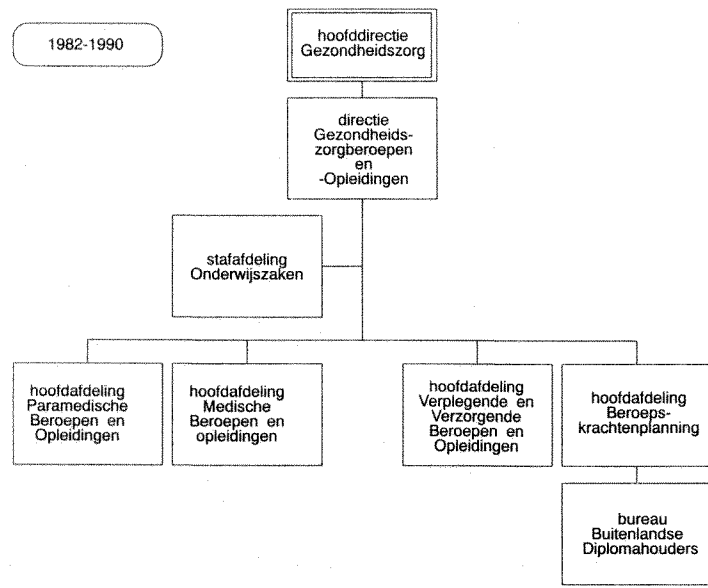 1982-1990
hoofddirectie
Gezondheidszorg
directie
Gezondheids-
zorgberoepen
en
-Opleidingen
stafafdeling
Onderwijszaken
hoofdafdeling
Paramedische
Beroepen en
Opleidingen
hoofdafdeling
Medische
Beroepen en
opleidingen
hoofdafdeling
Verplegende en
Verzorgende
Beroepen en
Opleidingen
hoofdafdeling
Beroeps-
krachtenplanning
bureau
Buitenlandse
Diplomahouders